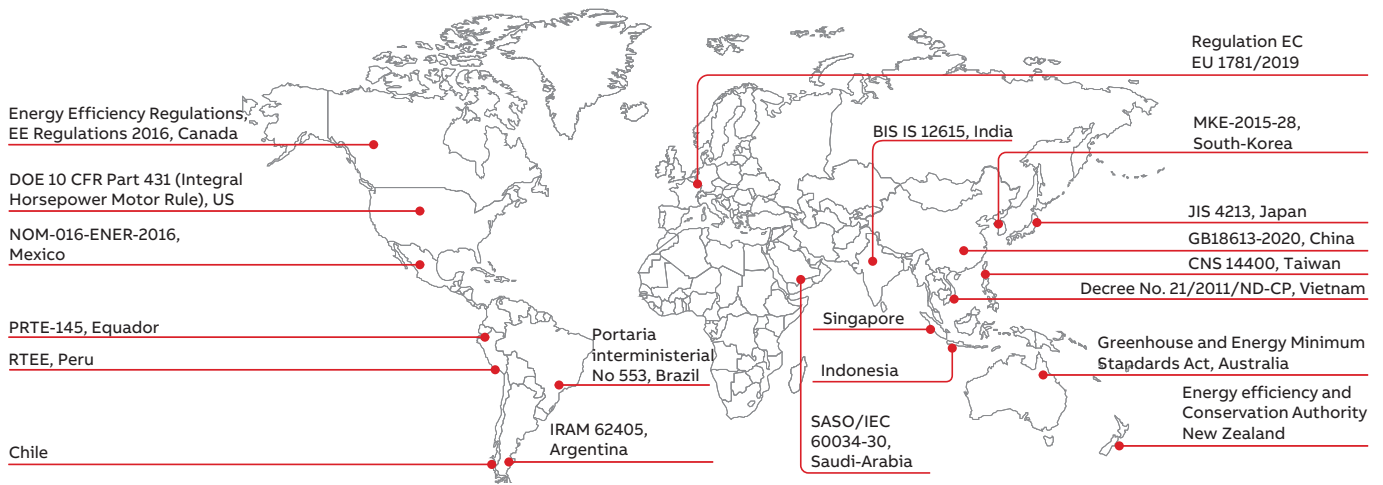 Regulation EC
EU 1781/2019
Energy Efficiency Regulations,
EE Regulations 2016, Canada
BIS IS 12615, India
MKE-2015-28,
South-Korea
DOE 10 CFR Part 431 (Integral
Horsepower Motor Rule), US
JIS 4213, Japan
NOM-016-ENER-2016,
Mexico
GB18613-2020, China
CNS 14400, Taiwan
Decree No. 21/2011/ND-CP, Vietnam
PRTE-145, Equador
RTEE, Peru
Portaria
interministerial
No 553, Brazil
Singapore
Indonesia
Greenhouse and Energy Minimum
Standards Act, Australia
Energy efficiency and
Conservation Authority
New Zealand
SASO/IEC
60034-30,
Saudi-Arabia
IRAM 62405,
Argentina
Chile